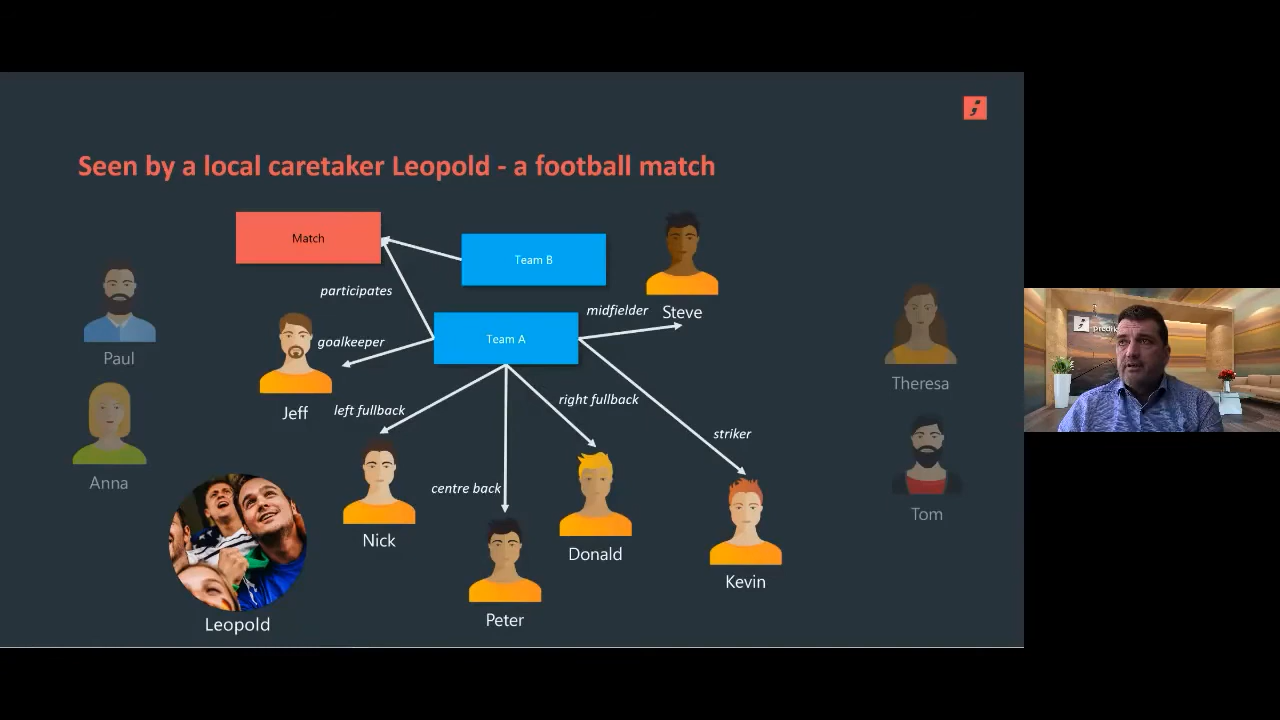 Seen by a local caretaker Leopold - a football match
Match
Team B
participates
midfielder
Steve
Paul
goalkeeper
Team A
Jeff
left fullback
right fullback
Theresa
striker
Anna
centre back
Nick
Donald
Tom
Kevin
Peter
Leopold